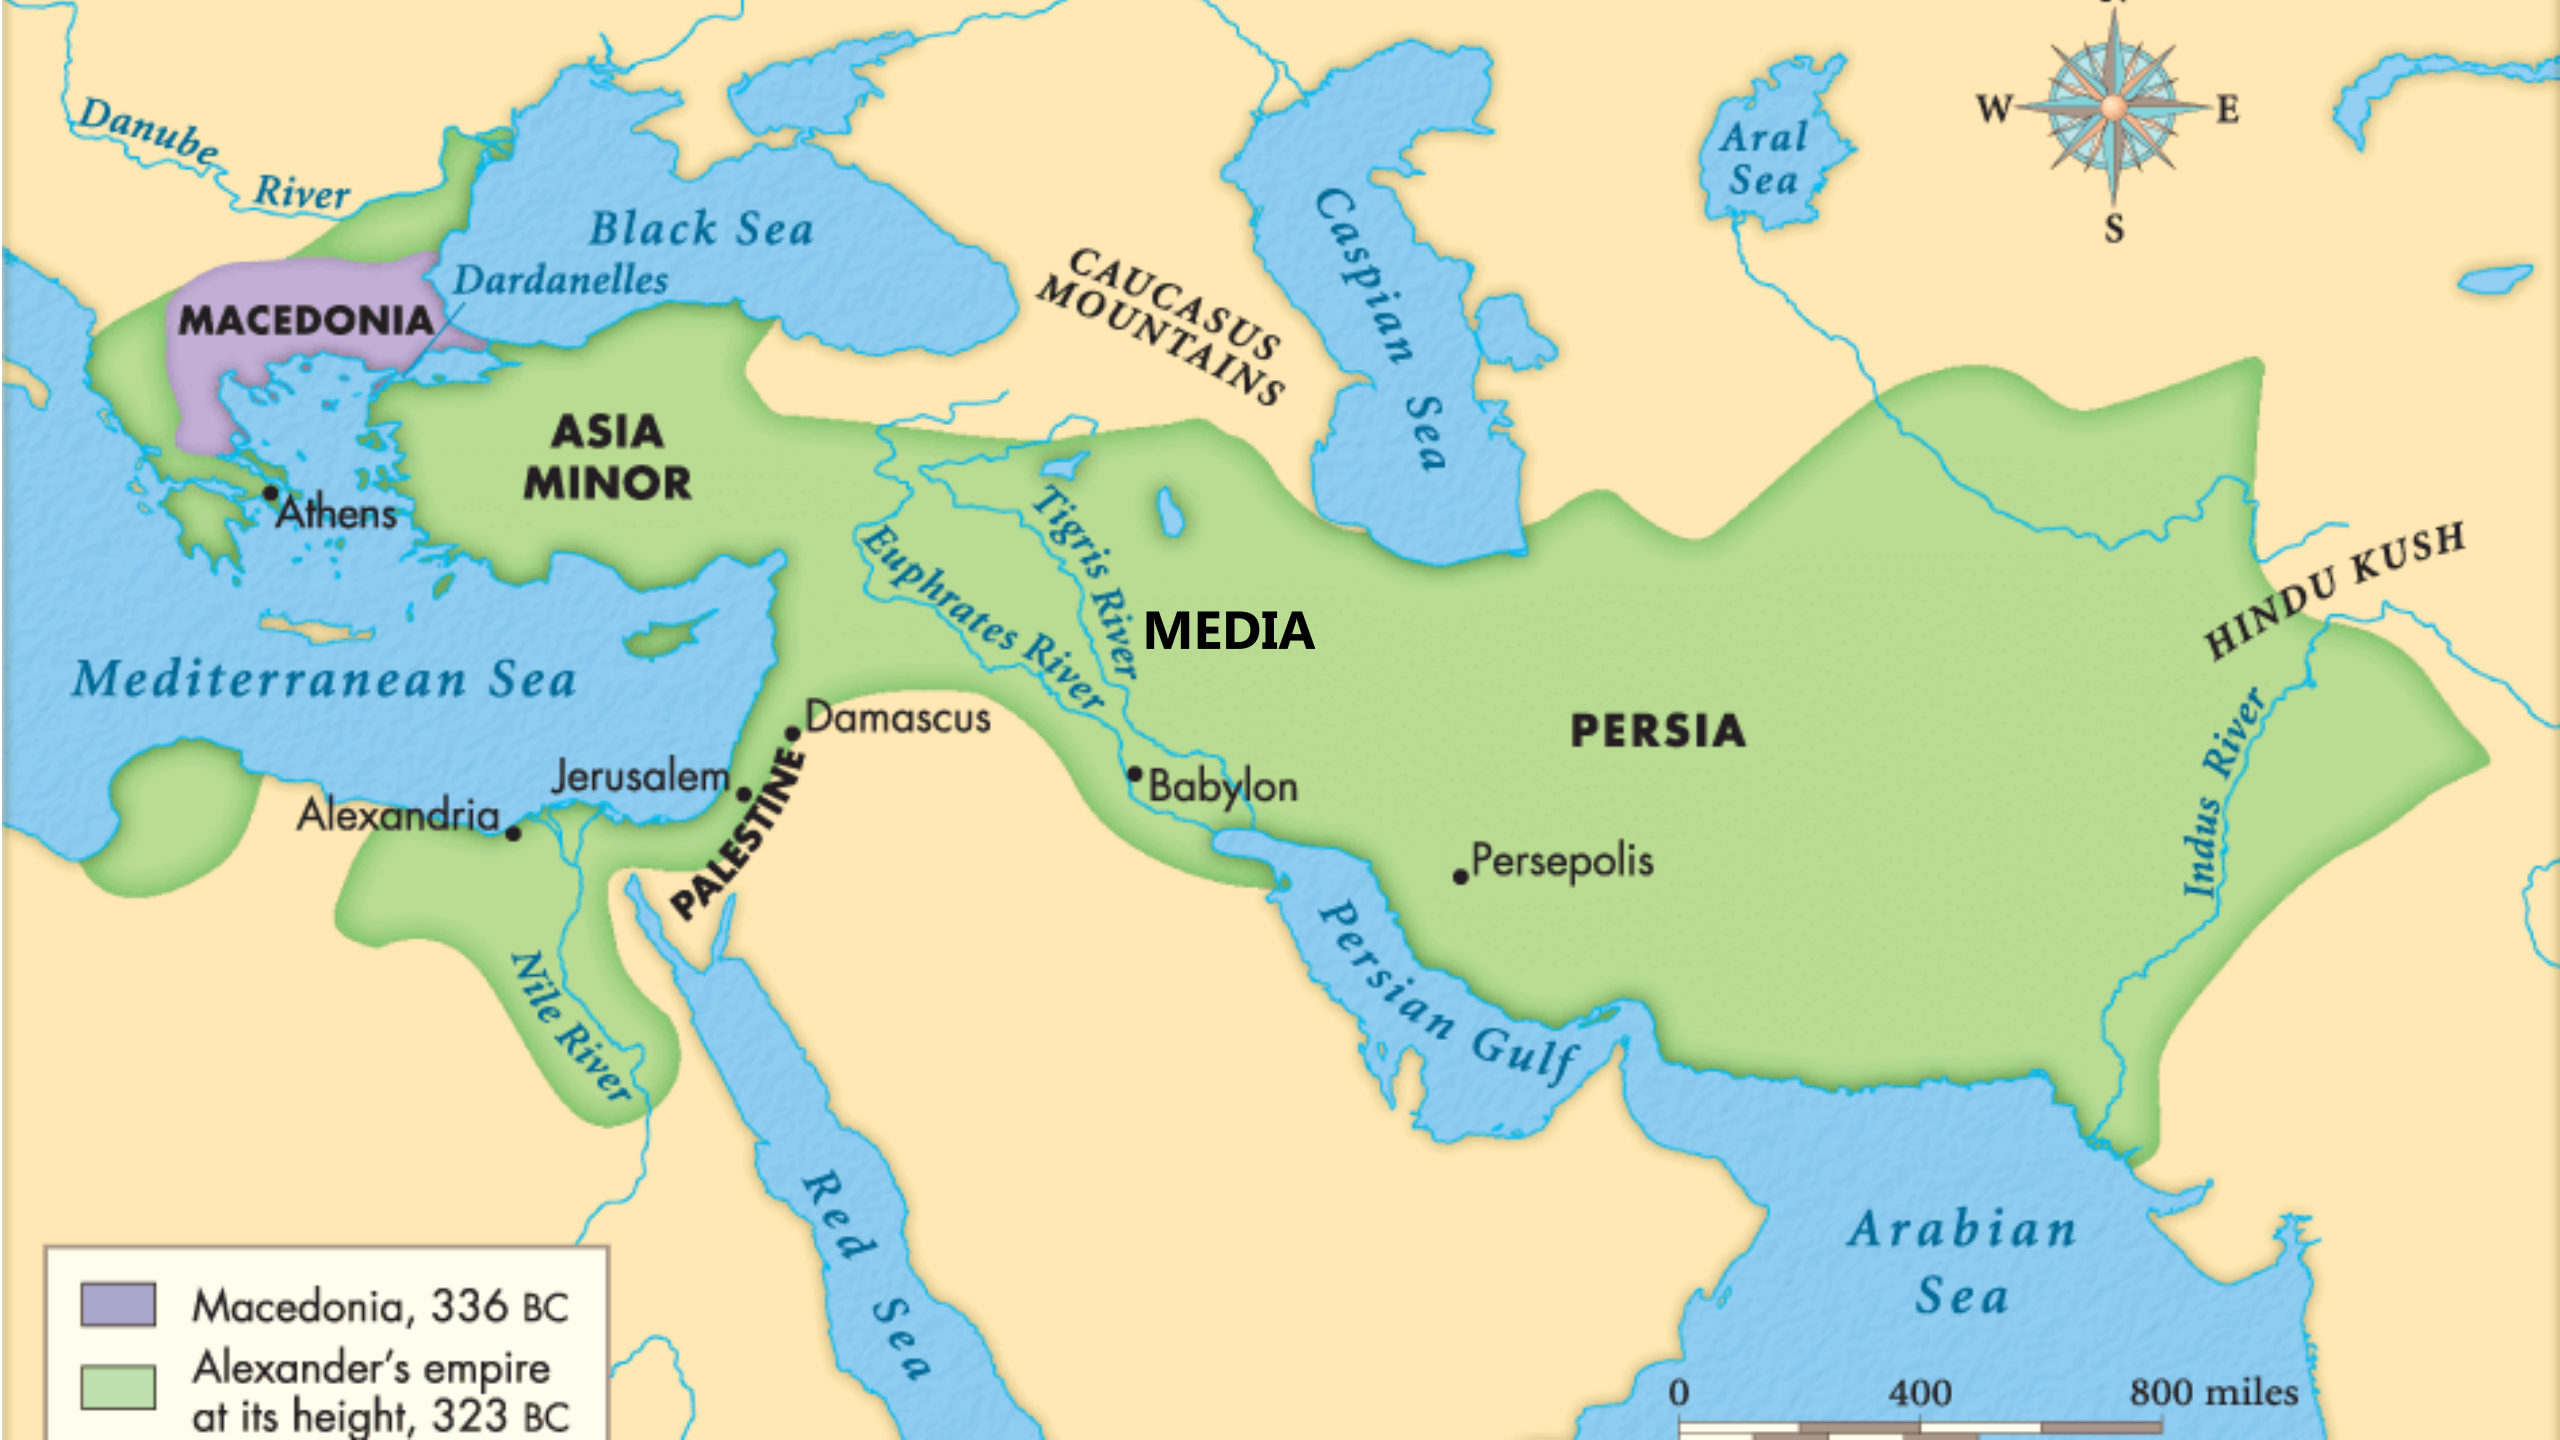 Danube
River
Black Sea
Dardanelles
MACEDONIA
CAUCASUS
MOUNTAINS
Caspian Sea
Aral
Sea
W
E
S
ASIA
MINOR
Athens
Tigris River
Euphrates River
MEDIA
HINDU KUSH
Mediterranean Sea
Damascus
PERSIA
Jerusalem
PALESTINE
Alexandria
Babylon
Persepolis
Indus River
Nile River
Persian Gulf
Red Sea
Arabian
Sea
Macedonia, 336 BC
Alexander's empire
at its height, 323 BC
0 400 800 miles